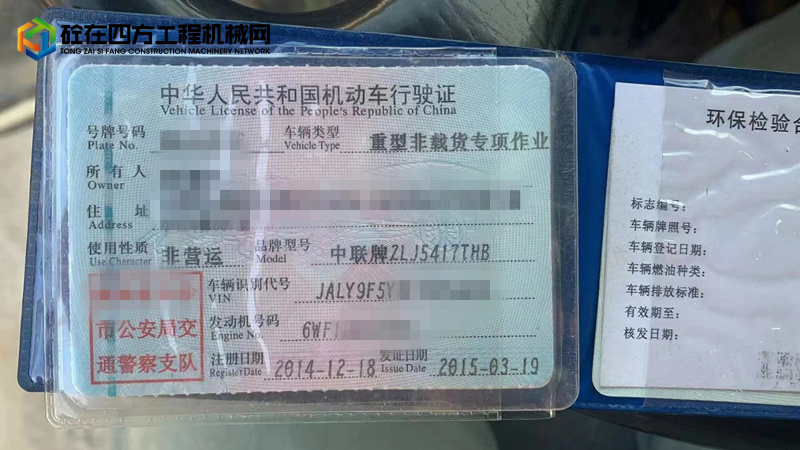 砼在四方工程机械网
TONG ZAI SI FANG CONSTRUCTION MACHINERY NETWORK
中华人民共和国机动车行驶证
Vehicle License of the People's Republic of China
号牌号码
Plate No.
车辆类型 重型非载货专项作业
Vehicle Type
所有人
Owner
住址
Address
使用性质 非营运 品牌型号 中联牌ZLJ5417THB
Use Character Model
车辆识别代号 JALY9F5Y
VIN
市公安局交
通警察支队
发动机号码 6WF1
Engine No.
注册日期 2014-12-18 发证日期 2015-03-19
Register Date Issue Date
环保检验合
标志编号:
车辆牌照号:
车辆登记日期:
车辆燃油种类:
车辆排放标准:
有效期至:
核发日期: